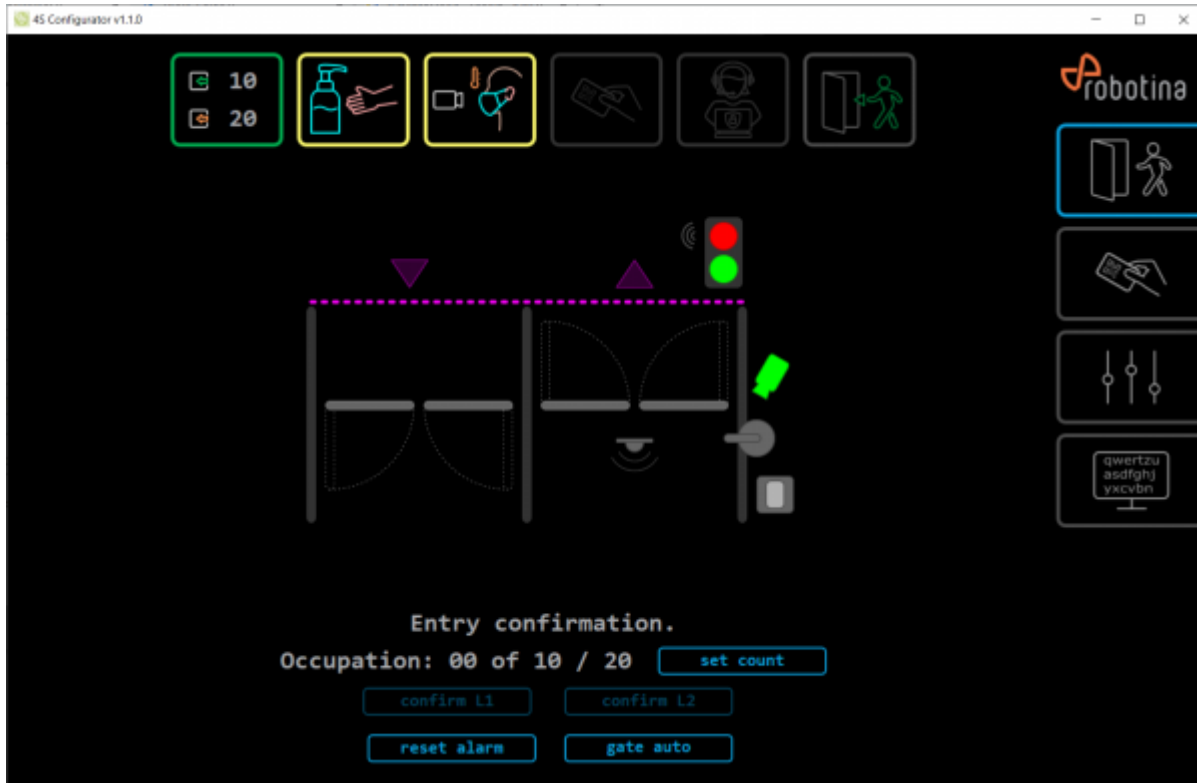 4S Configurator v1.1.0
10
20
robotina
qwertzu
asdfghj
yxcvbn
Entry confirmation.
Occupation: 00 of 10 / 20 set count
confirm L1 confirm L2
reset alarm gate auto